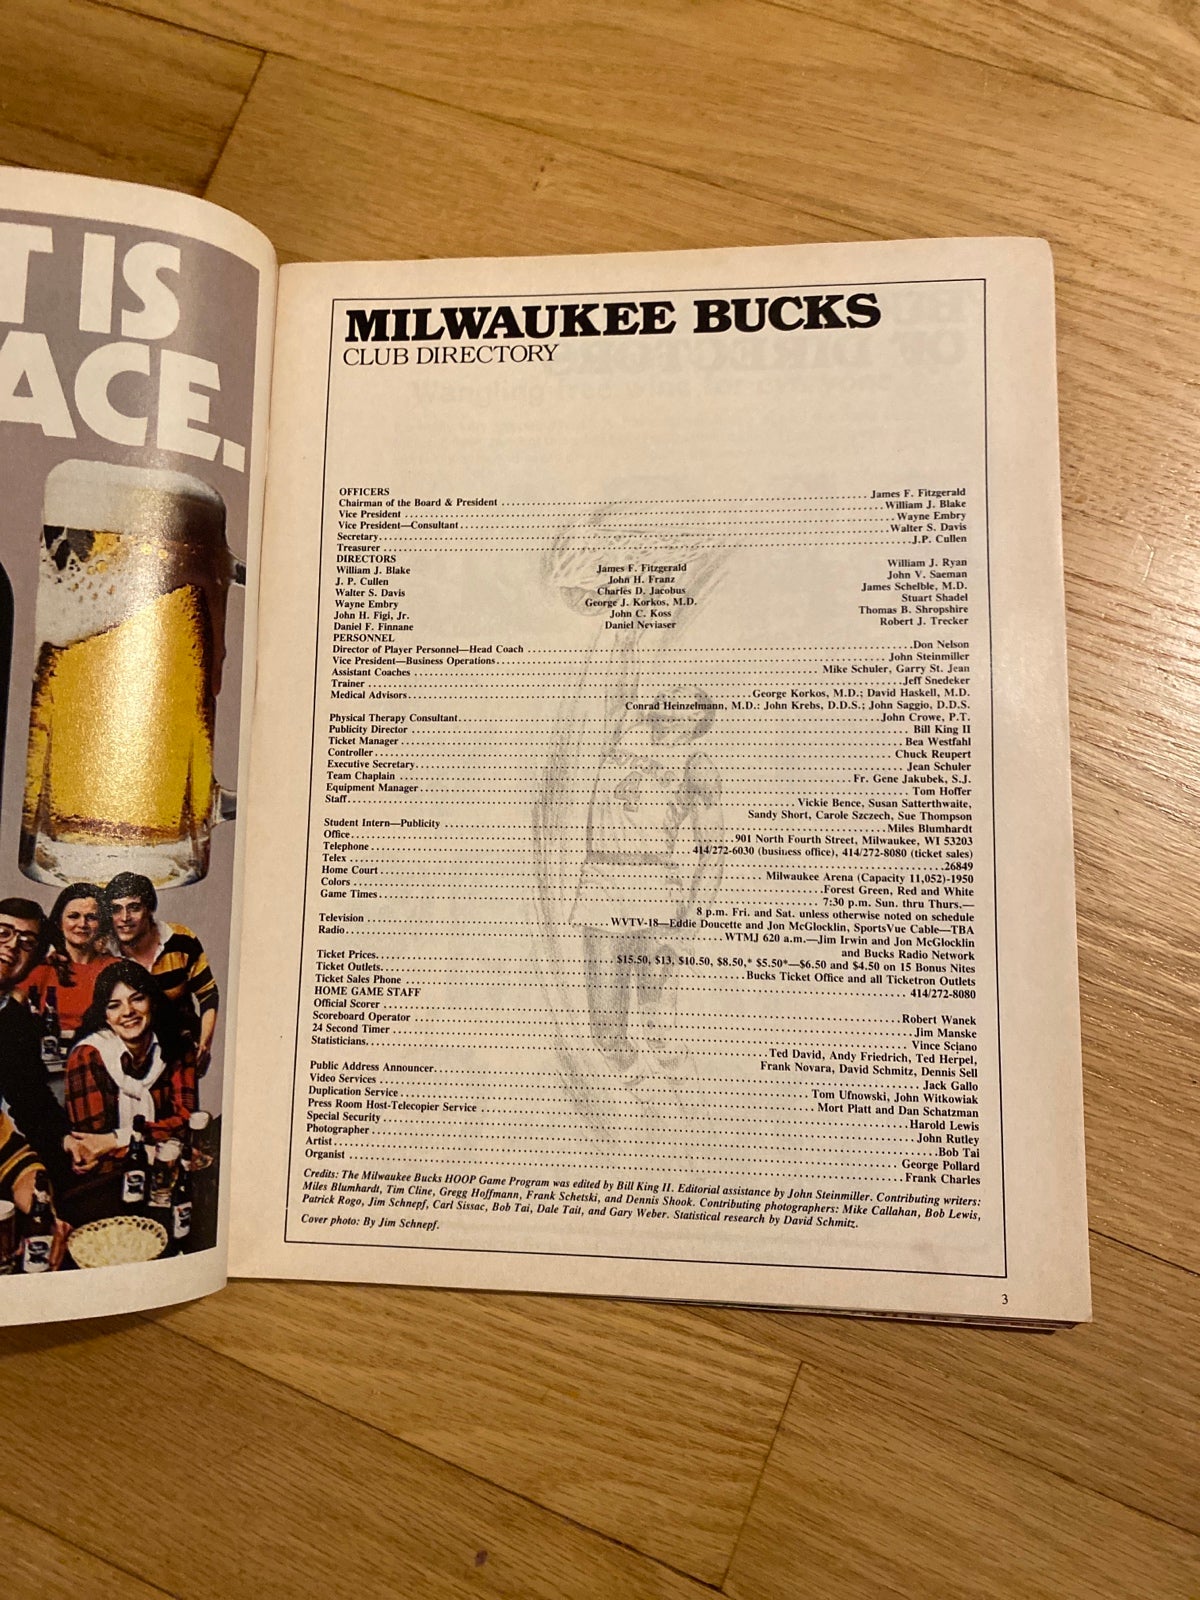 T IS
ACE.
MILWAUKEE BUCKS
CLUB DIRECTORY
OFFICERS
Chairman of the Board & President ........ James F. Fitzgerald
Vice President ........ William J. Blake
Vice President—Consultant ........ Wayne Embry
Secretary ........ Walter S. Davis
Treasurer ........ J.P. Cullen
DIRECTORS
William J. Blake James F. Fitzgerald William J. Ryan
J. P. Cullen John H. Franz John V. Saeman
Walter S. Davis Charles D. Jacobus James Schelble, M.D.
Wayne Embry George J. Korkos, M.D. Stuart Shadel
John H. Figi, Jr. John C. Koss Thomas B. Shropshire
Daniel F. Finnane Daniel Neviaser Robert J. Trecker
PERSONNEL
Director of Player Personnel—Head Coach ........ Don Nelson
Vice President—Business Operations ........ John Steinmiller
Assistant Coaches ........ Mike Schuler, Garry St. Jean
Trainer ........ Jeff Snedeker
Medical Advisors ........ George Korkos, M.D.; David Haskell, M.D.
Conrad Heinzelmann, M.D.: John Krebs, D.D.S.; John Saggio, D.D.S.
Physical Therapy Consultant ........ John Crowe, P.T.
Publicity Director ........ Bill King II
Ticket Manager ........ Bea Westfahl
Controller ........ Chuck Reupert
Executive Secretary ........ Jean Schuler
Team Chaplain ........ Fr. Gene Jakubek, S.J.
Equipment Manager ........ Tom Hoffer
Staff ........ Vickie Bence, Susan Satterthwaite,
Sandy Short, Carole Szczech, Sue Thompson
Student Intern—Publicity ........ Miles Blumhardt
Office ........ 901 North Fourth Street, Milwaukee, WI 53203
Telephone ........ 414/272-6030 (business office), 414/272-8080 (ticket sales)
Telex ........ 26849
Home Court ........ Milwaukee Arena (Capacity 11,052)-1950
Colors ........ Forest Green, Red and White
Game Times ........ 7:30 p.m. Sun. thru Thurs.—
8 p.m. Fri. and Sat. unless otherwise noted on schedule
Television ........ WVTV-18—Eddie Doucette and Jon McGlocklin, SportsVue Cable—TBA
Radio ........ WTMJ 620 a.m.—Jim Irwin and Jon McGlocklin
and Bucks Radio Network
Ticket Prices ........ $15.50, $13, $10.50, $8.50,* $5.50*—$6.50 and $4.50 on 15 Bonus Nites
Ticket Outlets ........ Bucks Ticket Office and all Ticketron Outlets
Ticket Sales Phone ........ 414/272-8080
HOME GAME STAFF
Official Scorer ........ Robert Wanek
Scoreboard Operator ........ Jim Manske
24 Second Timer ........ Vince Sciano
Statisticians ........ Ted David, Andy Friedrich, Ted Herpel,
Frank Novara, David Schmitz, Dennis Sell
Public Address Announcer ........ Jack Gallo
Video Services ........ Tom Ufnowski, John Witkowiak
Duplication Service ........ Mort Platt and Dan Schatzman
Press Room Host-Telecopier Service ........ Harold Lewis
Special Security ........ John Rutley
Photographer ........ Bob Tai
Artist ........ George Pollard
Organist ........ Frank Charles
Credits: The Milwaukee Bucks HOOP Game Program was edited by Bill King II. Editorial assistance by John Steinmiller. Contributing writers:
Miles Blumhardt, Tim Cline, Gregg Hoffmann, Frank Schetski, and Dennis Shook. Contributing photographers: Mike Callahan, Bob Lewis,
Patrick Rogo, Jim Schnepf, Carl Sissac, Bob Tai, Dale Tait, and Gary Weber. Statistical research by David Schmitz.
Cover photo: By Jim Schnepf.
3